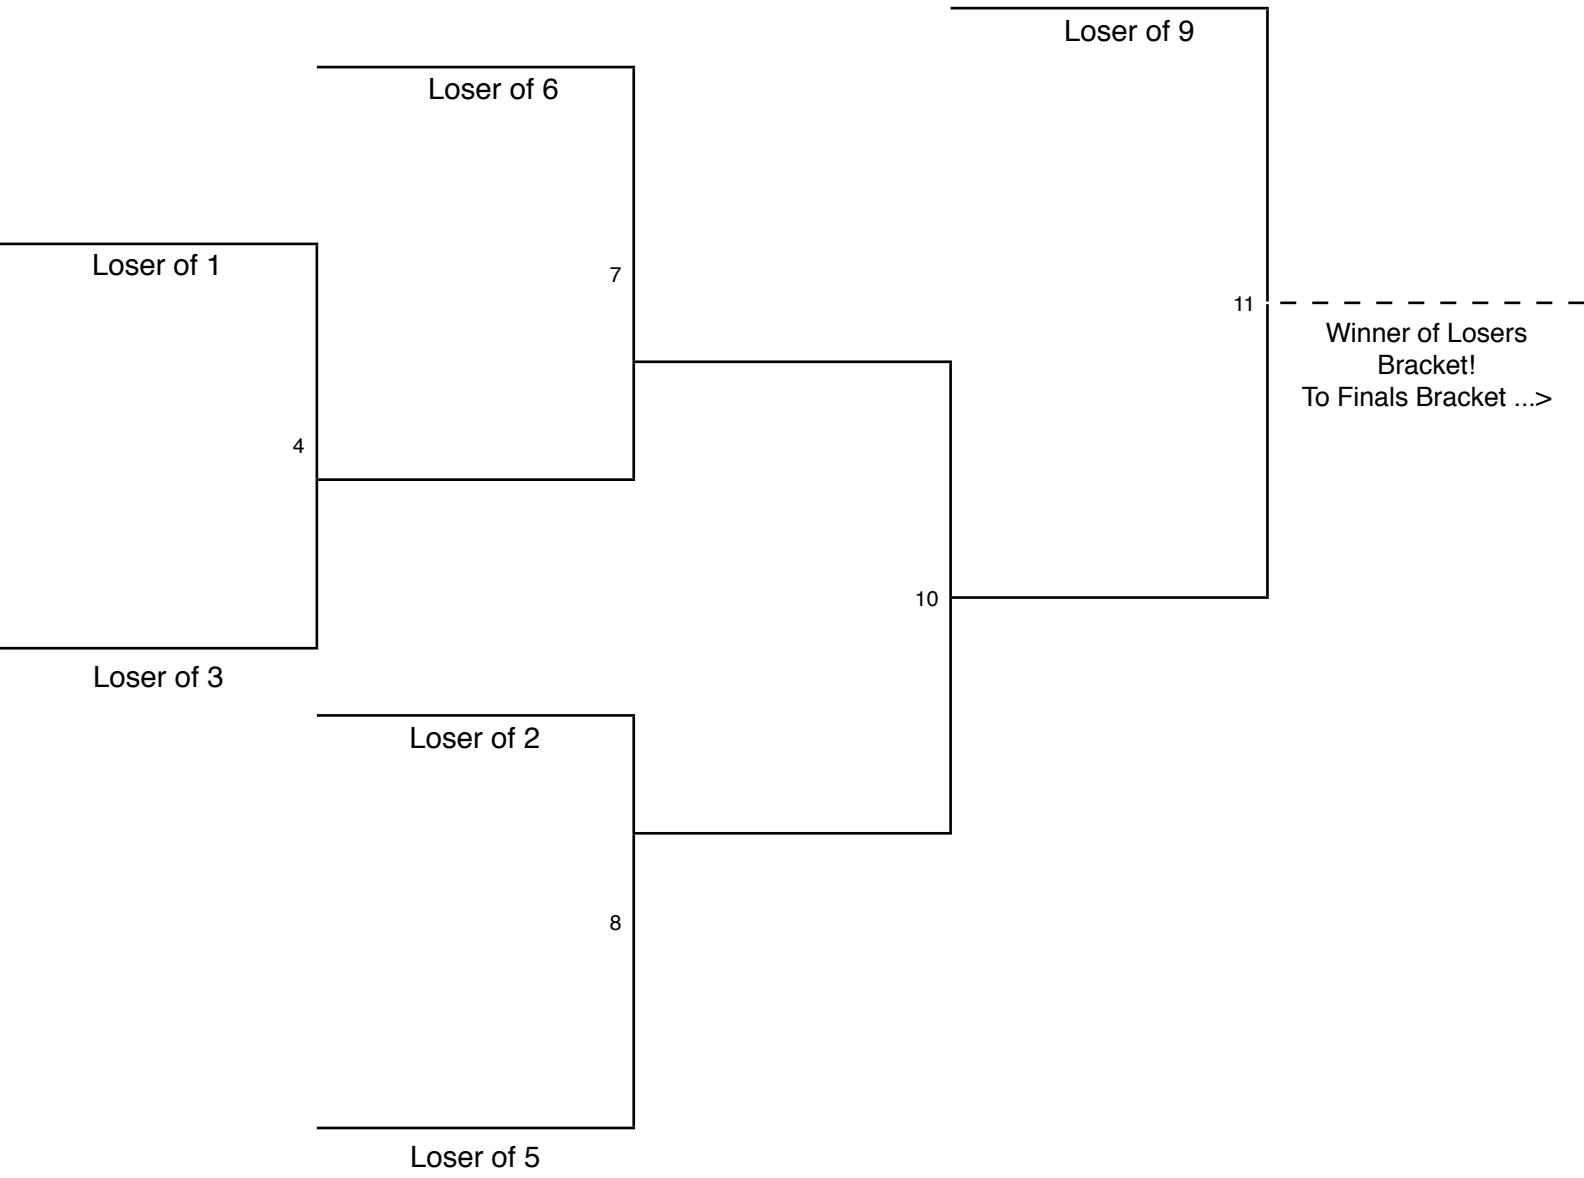 Loser of 9
Loser of 6
Loser of 1
7
11
Winner of Losers
Bracket!
To Finals Bracket ...>
4
10
Loser of 3
Loser of 2
8
Loser of 5